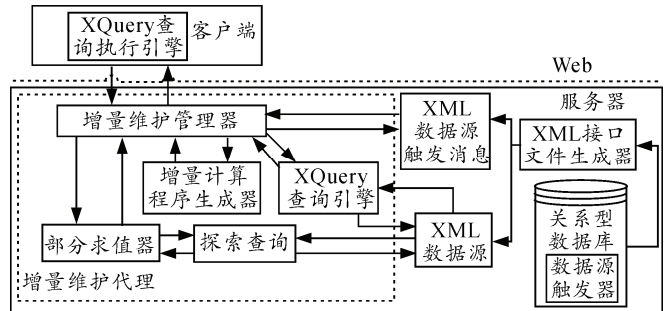 XQuery查
询执行引擎
客户端
Web
服务器
增量维护管理器
XML
数据源
触发消息
XML接口
文件生成器
增量计算
程序生成器
XQuery
查询引擎
关系型
数据库
数据源
触发器
部分求值器
探索查询
XML
数据源
增量维护代理